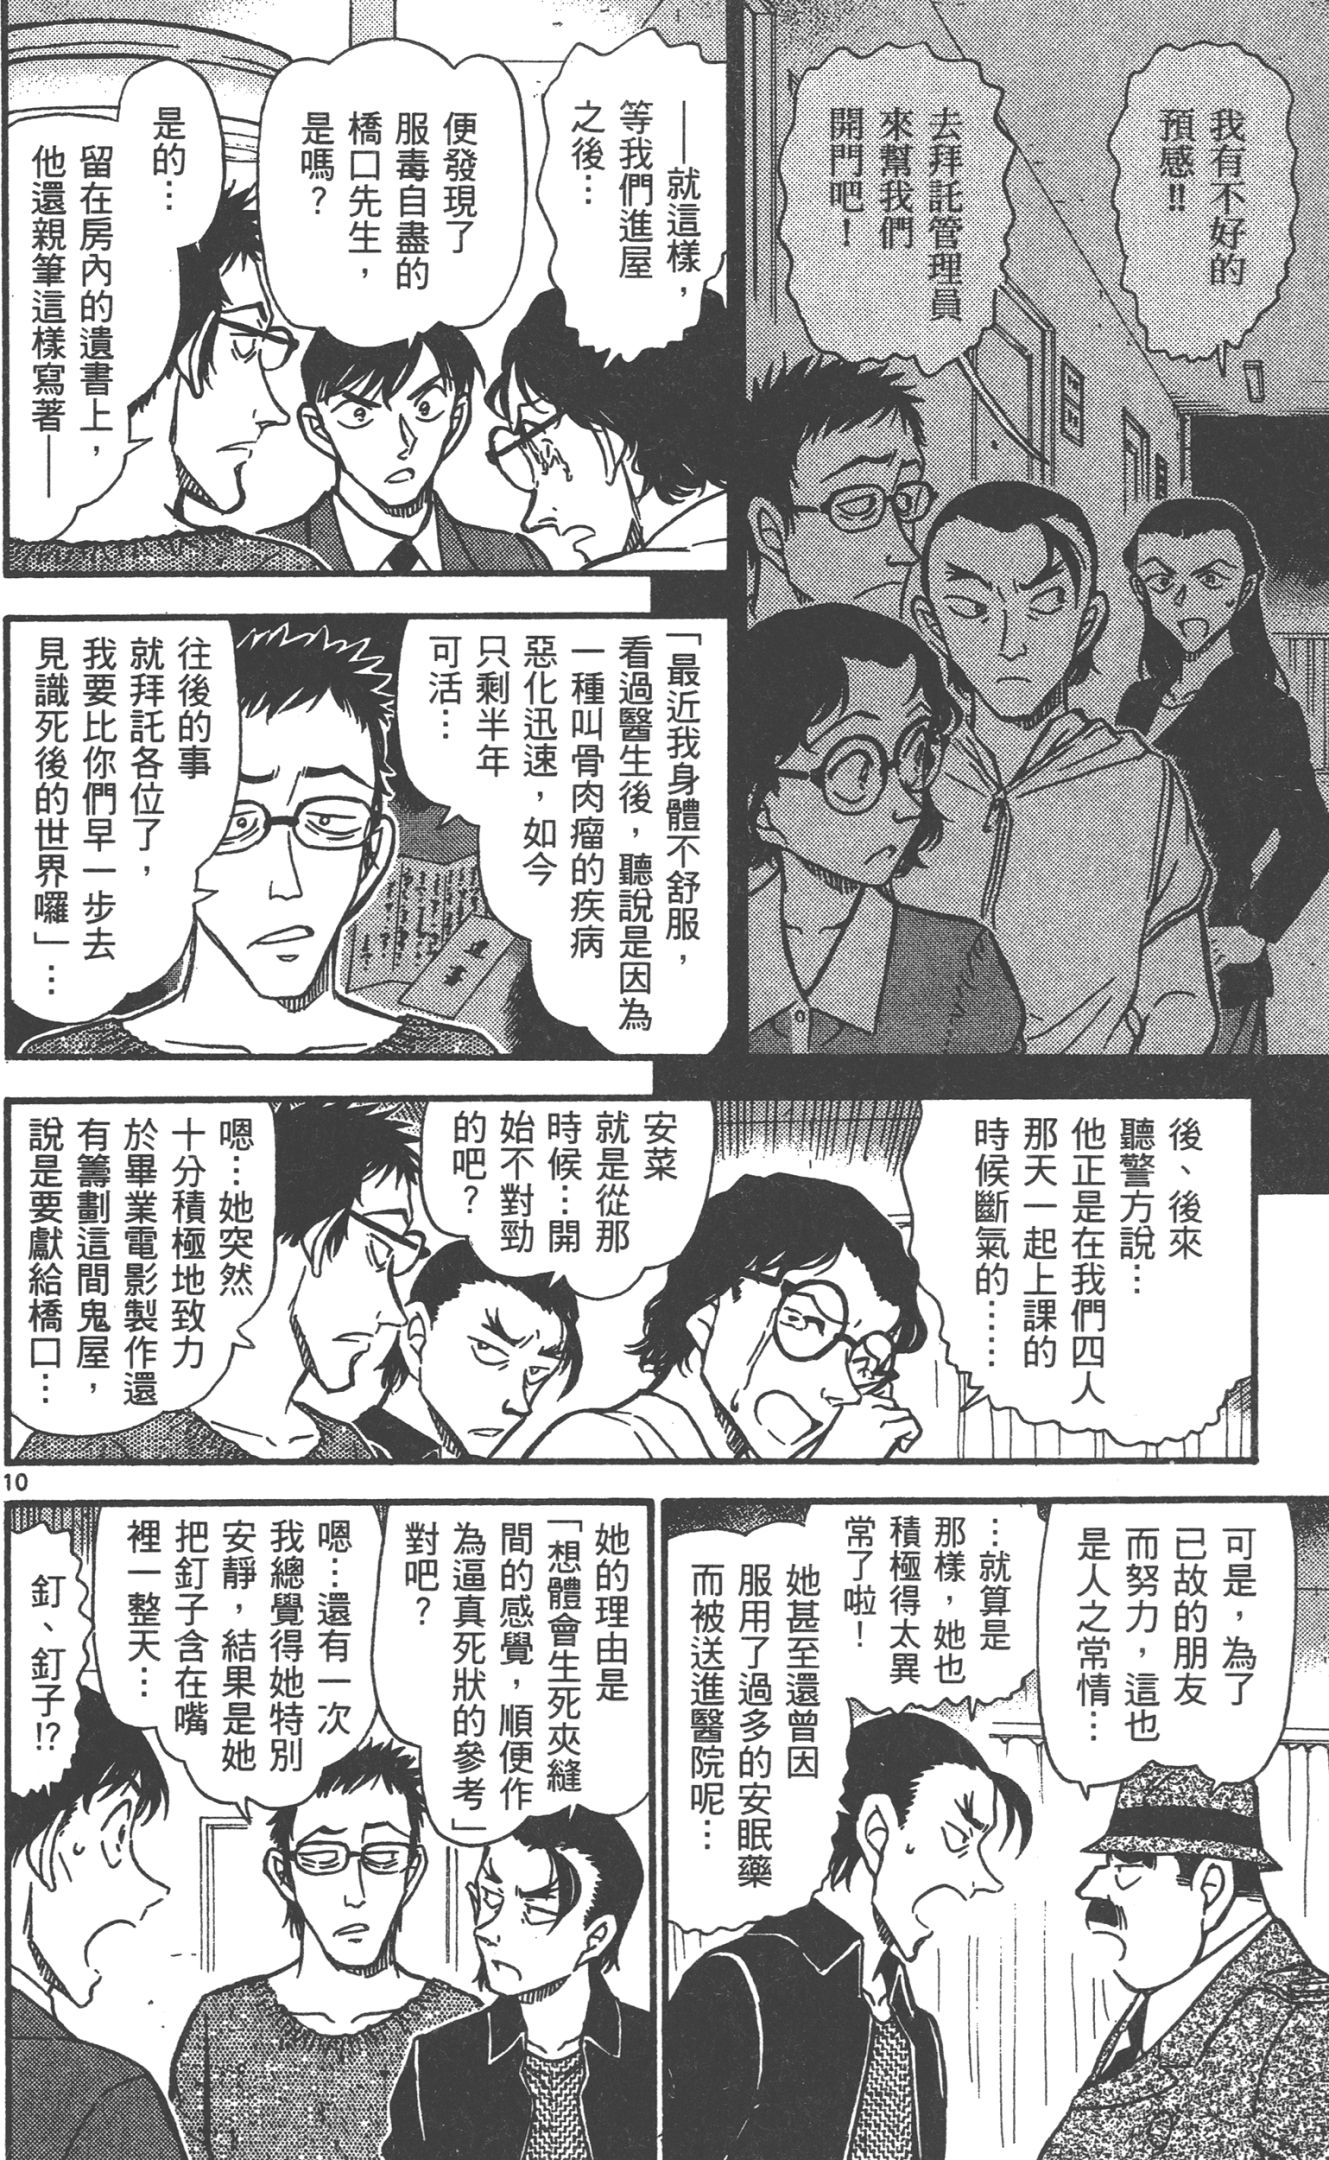 我有不好的
預感!!
去拜託管理員
來幫我們
開門吧!
——就這樣，
等我們進屋
之後…
便發現了
服毒自盡的
橋口先生，
是嗎?
是的…
留在房內的遺書上，
他還親筆這樣寫著——
「最近我身體不舒服，
看過醫生後，聽說是因為
一種叫骨肉瘤的疾病
惡化迅速，如今
只剩半年
可活…
遺書
往後的事
就拜託各位了，
我要比你們早一步去
見識死後的世界囉」…
後、後來
聽警方說…
他正是在我們四人
那天一起上課的
時候斷氣的……
安菜
就是從那
時候…開
始不對勁
的吧?
嗯…她突然
十分積極地致力
於畢業電影製作還
有籌劃這間鬼屋，
說是要獻給橋口…
10
可是，為了
已故的朋友
而努力，這也
是人之常情…
…就算是
那樣，她也
積極得太異
常了啦!
她甚至還曾因
服用了過多的安眠藥
而被送進醫院呢…
她的理由是
「想體會生死夾縫
間的感覺，順便作
為逼真死狀的參考」
對吧?
嗯…還有一次
我總覺得她特別
安靜，結果是她
把釘子含在嘴
裡一整天…
釘、釘子!?